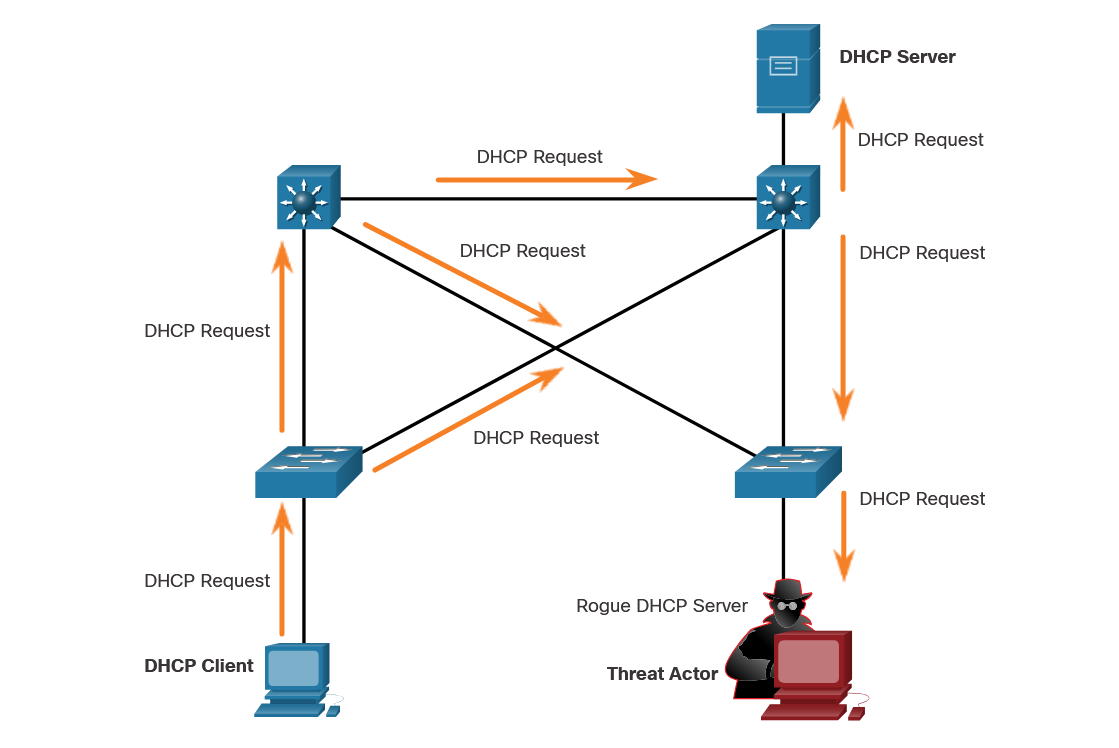 DHCP Server
DHCP Request
DHCP Request
DHCP Request
DHCP Request
DHCP Request
DHCP Request
DHCP Request
DHCP Request
Rogue DHCP Server
DHCP Client
Threat Actor